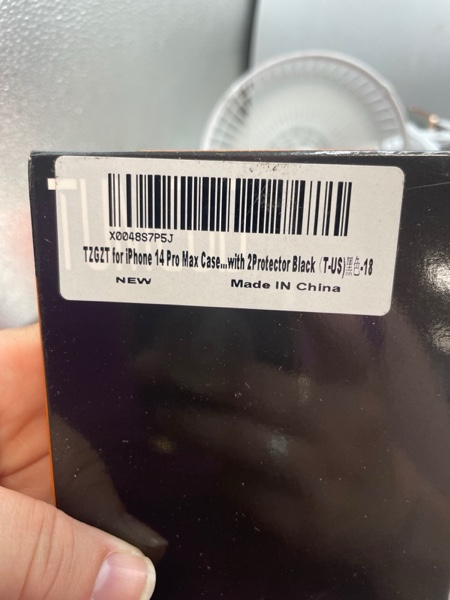 X0048S7P5J
TZGZT for iPhone 14 Pro Max Case...with 2Protector Black (T-US)黑色-18
NEW
Made IN China